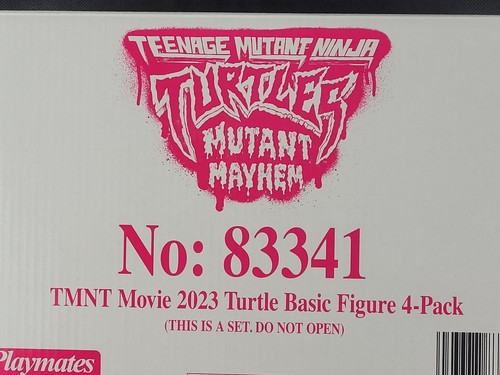 TEENAGE MUTANT NINJA
TURTLES
MUTANT
MAYHEM
No: 83341
TMNT Movie 2023 Turtle Basic Figure 4-Pack
(THIS IS A SET. DO NOT OPEN)
Playmates